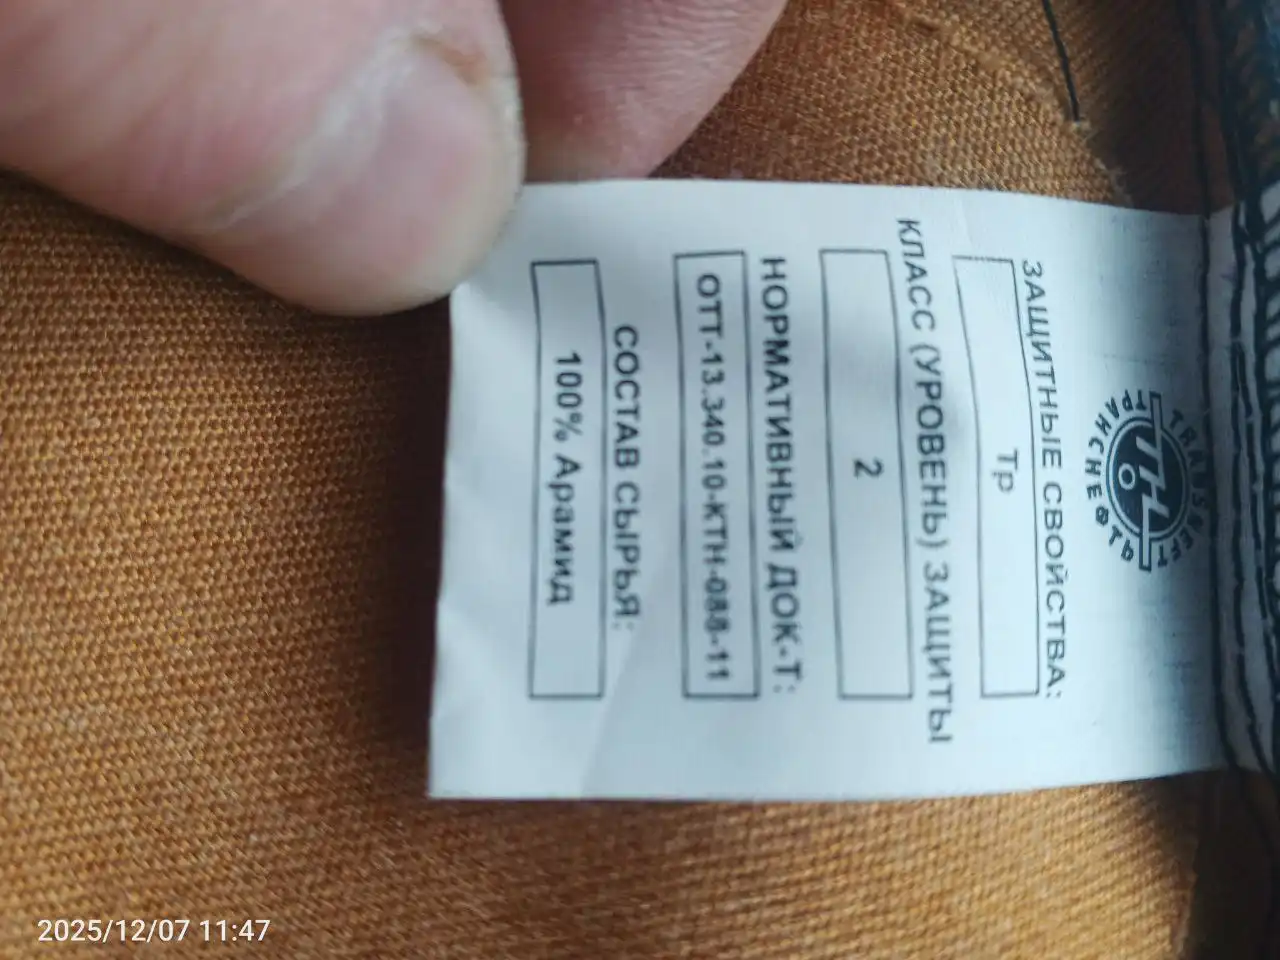 TRANSNEFT
ТРАНСНЕФТЬ
ЗАЩИТНЫЕ СВОЙСТВА:
Тр
КЛАСС (УРОВЕНЬ) ЗАЩИТЫ
2
НОРМАТИВНЫЙ ДОК-Т:
ОТТ-13.340.10-КТН-088-11
СОСТАВ СЫРЬЯ:
100% Арамид
2025/12/07 11:47